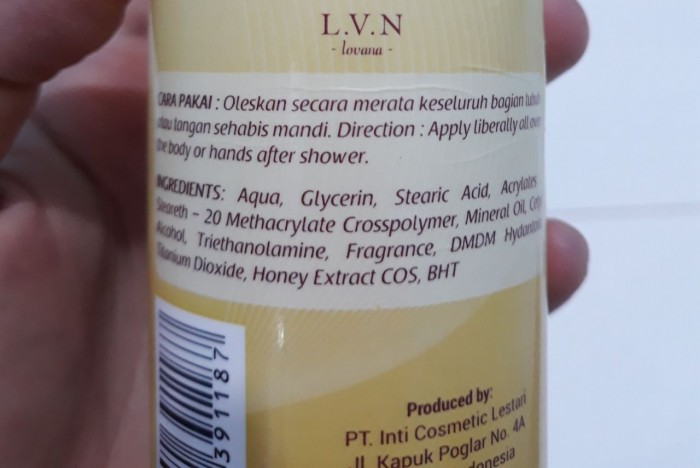 L.V.N
- lovana -
CARA PAKAI : Oleskan secara merata keseluruh bagian tubuh
atau tangan sehabis mandi. Direction : Apply liberally all over
the body or hands after shower.
INGREDIENTS: Aqua, Glycerin, Stearic Acid, Acrylates
Steareth - 20 Methacrylate Crosspolymer, Mineral Oil,
Alcohol, Triethanolamine, Fragrance, DMDM Hydantoin,
Titanium Dioxide, Honey Extract COS, BHT
391187
Produced by:
PT. Inti Cosmetic Lestari
Jl. Kapuk Poglar No. 4A
Indonesia